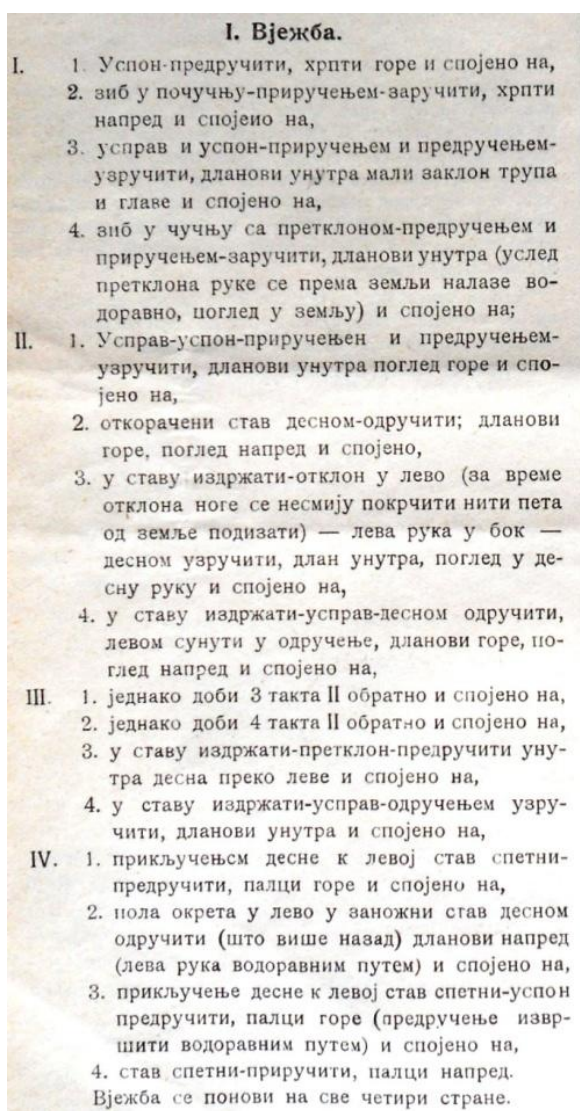 I. Вјежба.
I. 1. Успон-предручити, хрпти горе и спојено на,
2. зиб у почучњу-приручењем-заручити, хрпти
напред и спојено на,
3. усправ и успон-приручењем и предручењем-
узручити, дланови унутра мали заклон трупа
и главе и спојено на,
4. зиб у чучњу са претклоном-предручењем и
приручењем-заручити, дланови унутра (услед
претклона руке се према земљи налазе во-
доравно, поглед у земљу) и спојено на;
II. 1. Усправ-успон-приручењен и предручењем-
узручити, дланови унутра поглед горе и спо-
јено на,
2. откорачени став десном-одручити; дланови
горе, поглед напред и спојено,
3. у ставу издржати-отклон у лево (за време
отклона ноге се несмију покрчити нити пета
од земље подизати) — лева рука у бок —
десном узручити, длан унутра, поглед у де-
сну руку и спојено на,
4. у ставу издржати-усправ-десном одручити,
левом сунути у одручење, дланови горе, по-
глед напред и спојено на,
III. 1. једнако доби 3 такта II обратно и спојено на,
2. једнако доби 4 такта II обратно и спојено на,
3. у ставу издржати-претклон-предручити уну-
тра десна преко леве и спојено на,
4. у ставу издржати-усправ-одручењем узру-
чити, дланови унутра и спојено на,
IV. 1. прикључењем десне к левој став спетни-
предручити, палци горе и спојено на,
2. пола окрета у лево у заножни став десном
одручити (што више назад) дланови напред
(лева рука водоравним путем) и спојено на,
3. прикључење десне к левој став спетни-успон
предручити, палци горе (предручење извр-
шити водоравним путем) и спојено на,
4. став спетни-приручити, палци напред.
Вјежба се понови на све четири стране.